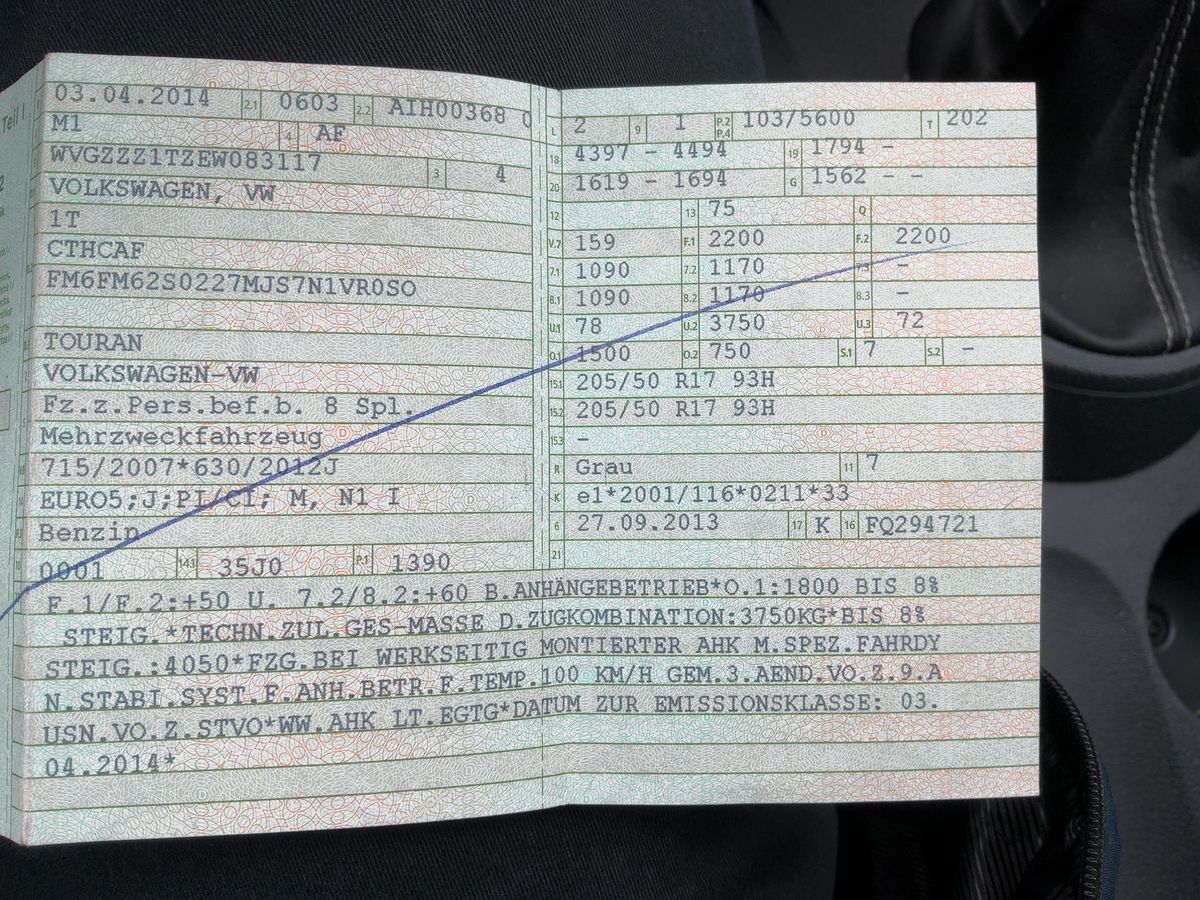 Teil I
03.04.2014 2.1 0603 2.2 AIH00368 0
M1 4 AF
WVGZZZ1TZEW083117 3 4
VOLKSWAGEN, VW
1T
CTHCAF
FM6FM62S0227MJS7N1VR0SO
TOURAN
VOLKSWAGEN-VW
Fz.z.Pers.bef.b. 8 Spl.
Mehrzweckfahrzeug
715/2007*630/2012J
EURO5;J;PI/CI; M, N1 I
Benzin
0001 14.1 35J0 P.1 1390
L 2 9 1 P.2 P.4 103/5600 T 202
18 4397 - 4494 19 1794 -
20 1619 - 1694 G 1562 - -
12 13 75 Q
V.7 159 F.1 2200 F.2 2200
7.1 1090 7.2 1170 7.3 -
8.1 1090 8.2 1170 8.3 -
U.1 78 U.2 3750 U.3 72
O.1 1500 O.2 750 S.1 7 S.2 -
15.1 205/50 R17 93H
15.2 205/50 R17 93H
15.3 -
R Grau 11 7
K e1*2001/116*0211*33
6 27.09.2013 17 K 16 FQ294721
21
F.1/F.2:+50 U. 7.2/8.2:+60 B.ANHÄNGEBETRIEB*O.1:1800 BIS 8%
STEIG.*TECHN.ZUL.GES-MASSE D.ZUGKOMBINATION:3750KG*BIS 8%
STEIG.:4050*FZG.BEI WERKSEITIG MONTIERTER AHK M.SPEZ.FAHRDY
N.STABI.SYST.F.ANH.BETR.F.TEMP.100 KM/H GEM.3.AEND.VO.Z.9.A
USN.VO.Z.STVO*WW.AHK LT.EGTG*DATUM ZUR EMISSIONSKLASSE: 03.
04.2014*